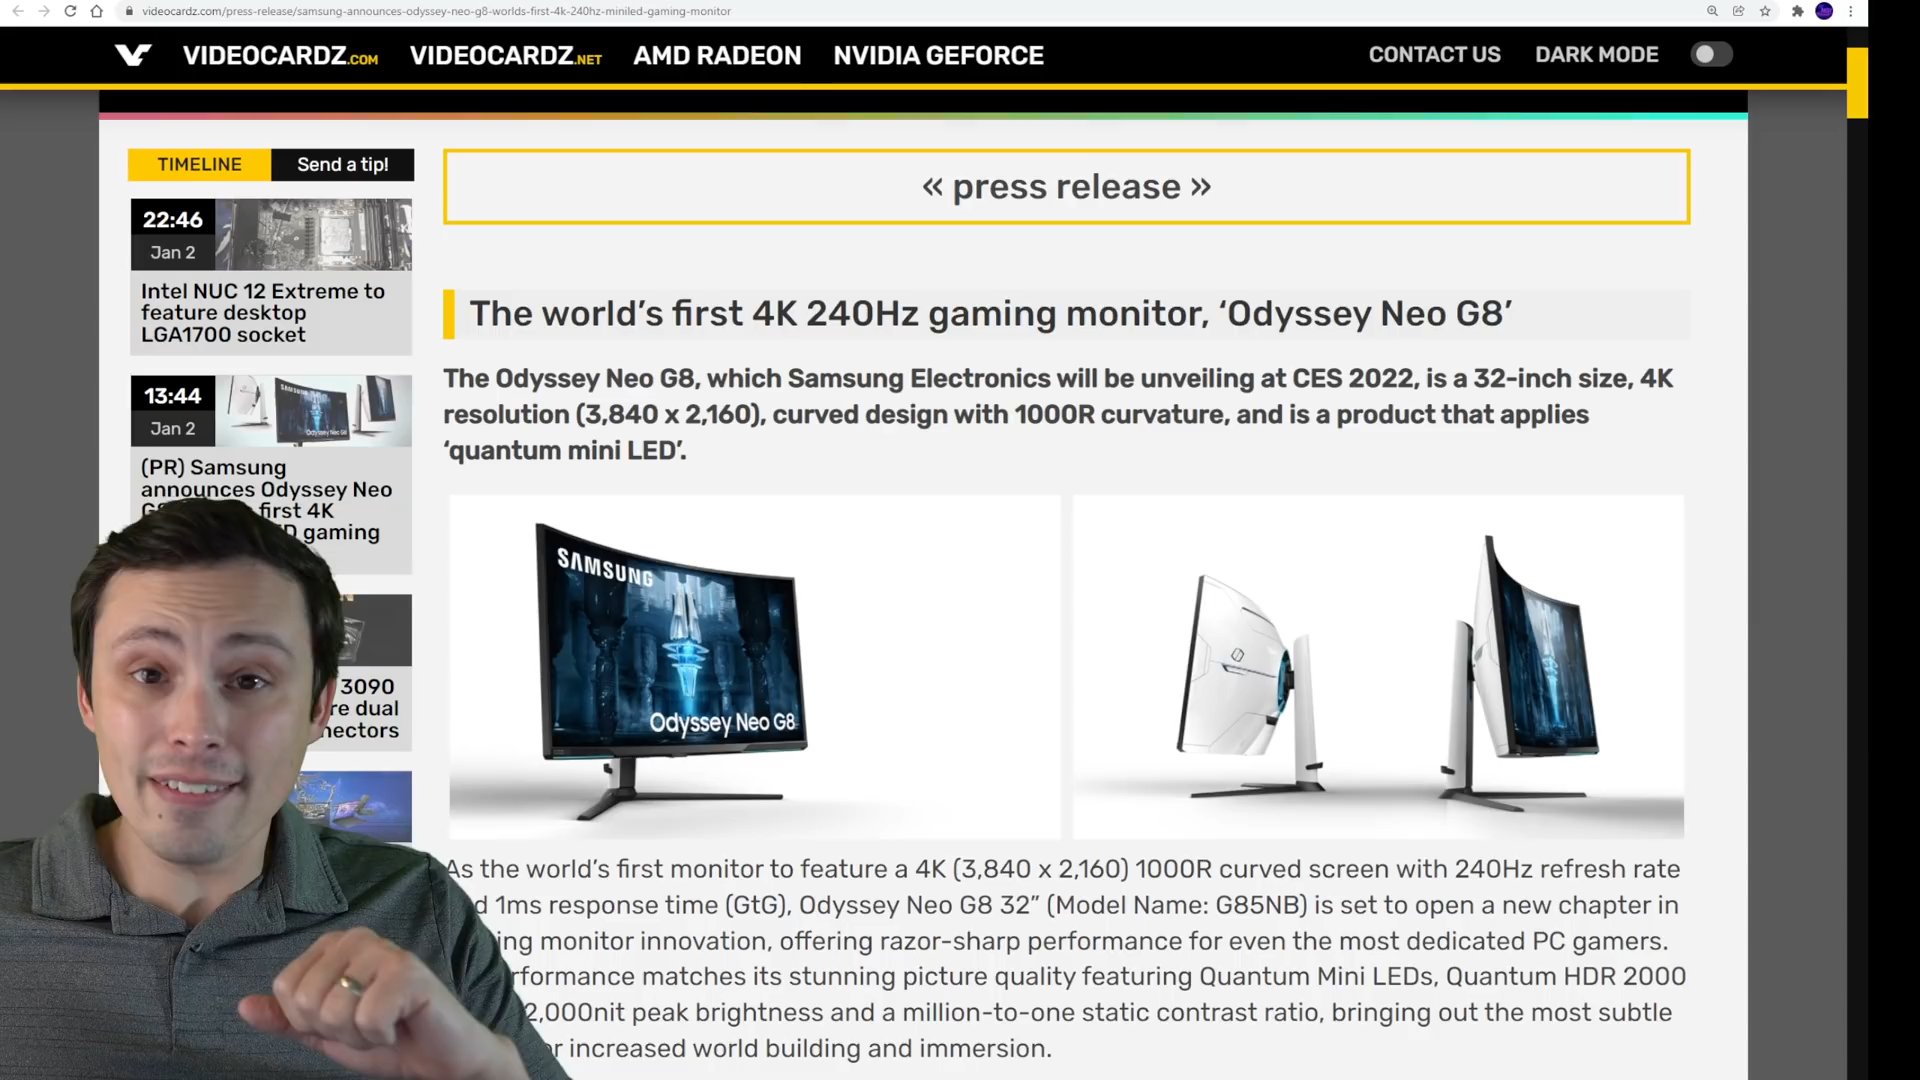 videocardz.com/press-release/samsung-announces-odyssey-neo-g8-worlds-first-4k-240hz-miniled-gaming-monitor
VIDEOCARDZ.COM VIDEOCARDZ.NET AMD RADEON NVIDIA GEFORCE CONTACT US DARK MODE
TIMELINE Send a tip!
22:46
Jan 2
Intel NUC 12 Extreme to
feature desktop
LGA1700 socket
13:44
Jan 2
(PR) Samsung
announces Odyssey Neo
first 4K
gaming
3090
dual
« press release »
The world’s first 4K 240Hz gaming monitor, ‘Odyssey Neo G8’
The Odyssey Neo G8, which Samsung Electronics will be unveiling at CES 2022, is a 32-inch size, 4K
resolution (3,840 x 2,160), curved design with 1000R curvature, and is a product that applies
‘quantum mini LED’.
SAMSUNG
Odyssey Neo G8
As the world’s first monitor to feature a 4K (3,840 x 2,160) 1000R curved screen with 240Hz refresh rate
1ms response time (GtG), Odyssey Neo G8 32” (Model Name: G85NB) is set to open a new chapter in
monitor innovation, offering razor-sharp performance for even the most dedicated PC gamers.
matches its stunning picture quality featuring Quantum Mini LEDs, Quantum HDR 2000
2,000nit peak brightness and a million-to-one static contrast ratio, bringing out the most subtle
increased world building and immersion.